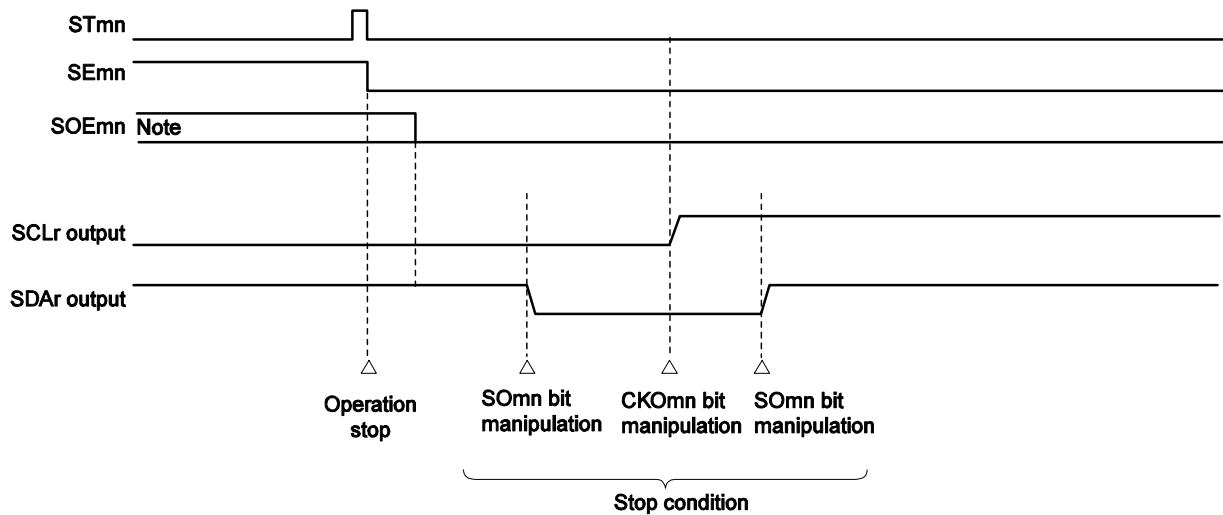 STmn
SEmn
SOEmn Note
SCLr output
SDAr output
Operation
stop
SOmn bit
manipulation
CKOmn bit
manipulation
SOmn bit
manipulation
Stop condition